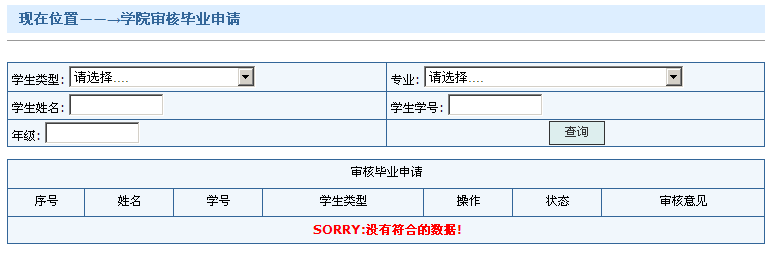 现在位置——→学院审核毕业申请
学生类型: 请选择.... 专业: 请选择....
学生姓名: 学生学号:
年级: 查询
审核毕业申请
序号 姓名 学号 学生类型 操作 状态 审核意见
SORRY:没有符合的数据!